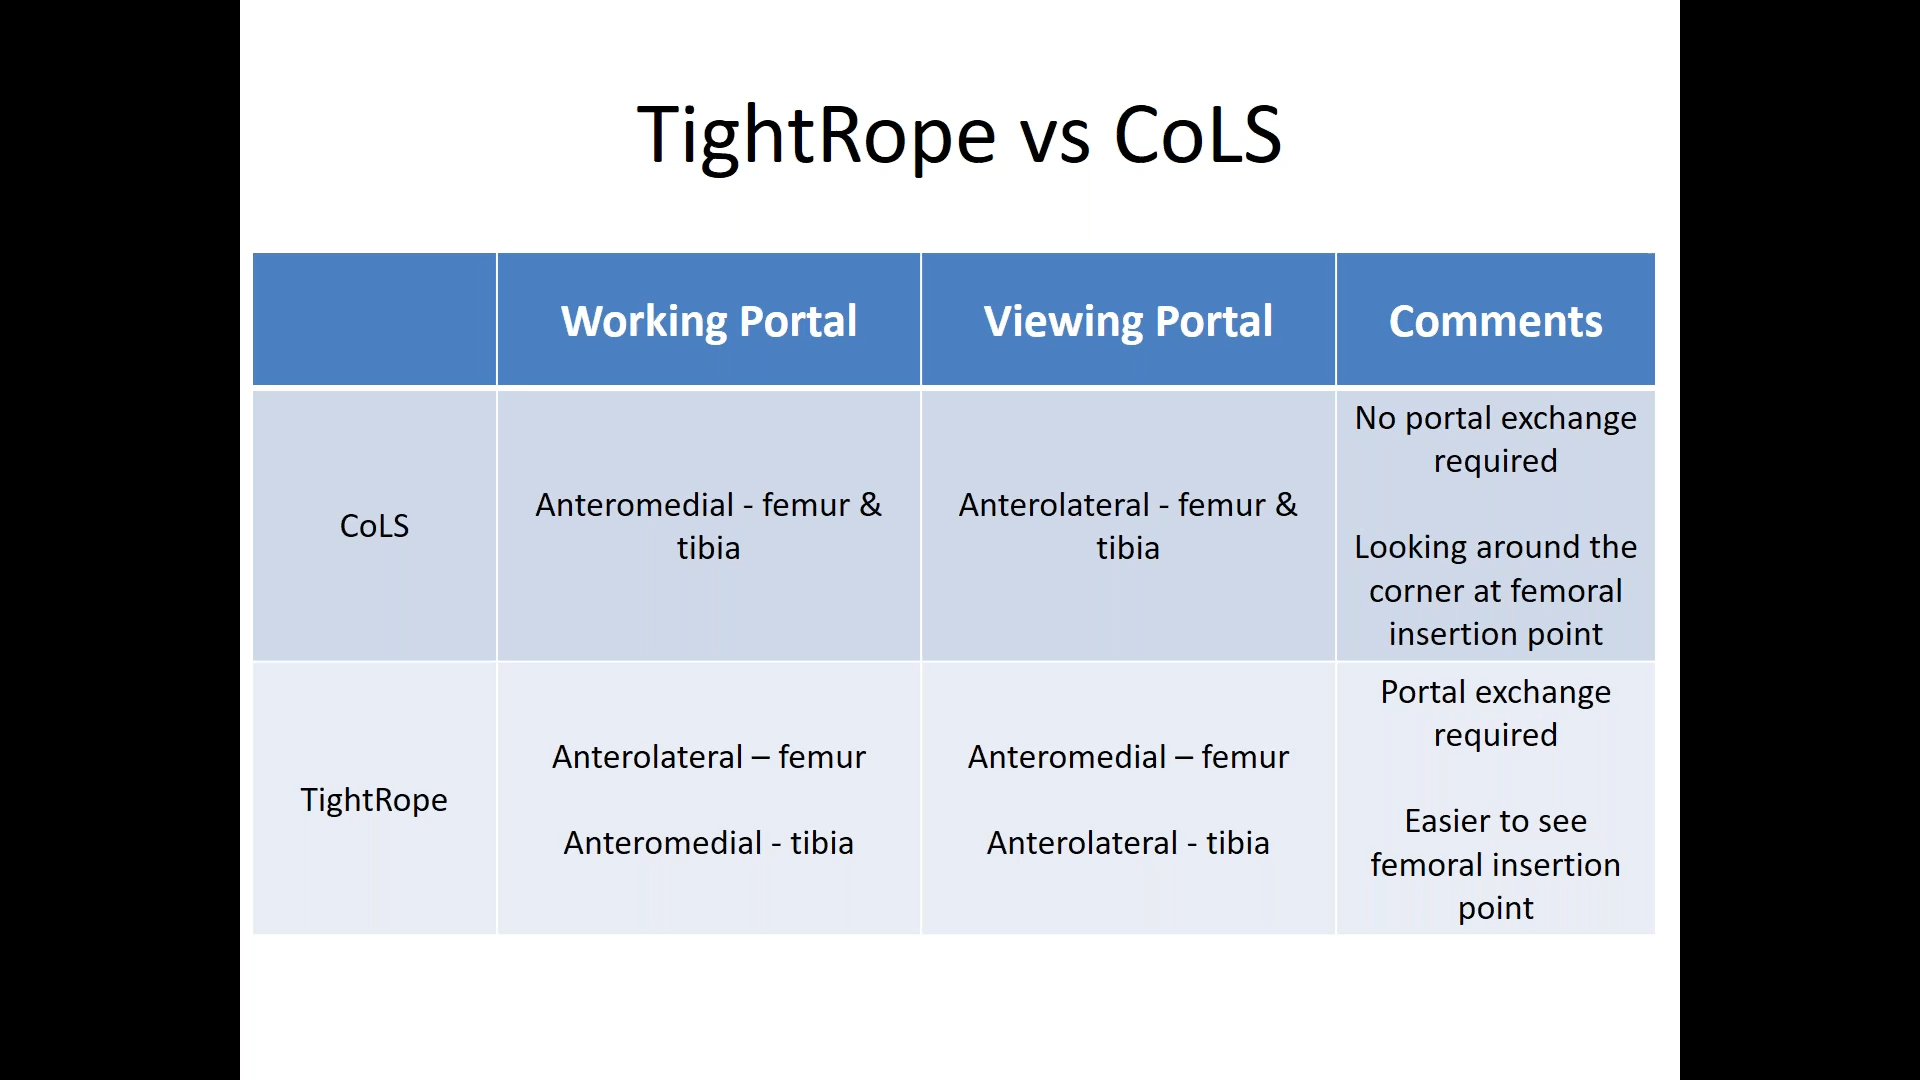 TightRope vs CoLS
Working Portal
Viewing Portal
Comments
CoLS
Anteromedial - femur &
tibia
Anterolateral - femur &
tibia
No portal exchange
required
Looking around the
corner at femoral
insertion point
TightRope
Anterolateral – femur
Anteromedial - tibia
Anteromedial – femur
Anterolateral - tibia
Portal exchange
required
Easier to see
femoral insertion
point